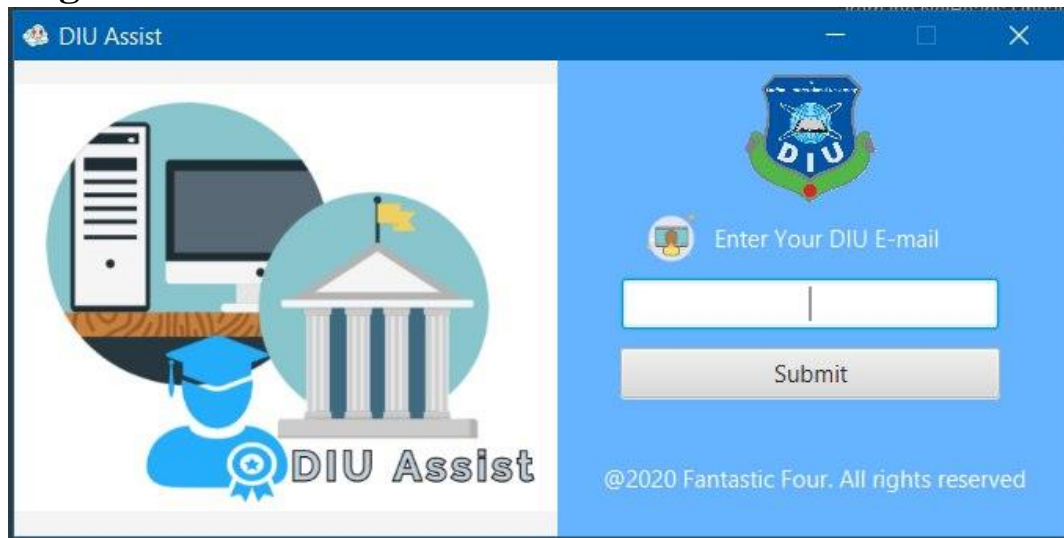 DIU Assist
DIU
Enter Your DIU E-mail
Submit
DIU Assist
@2020 Fantastic Four. All rights reserved